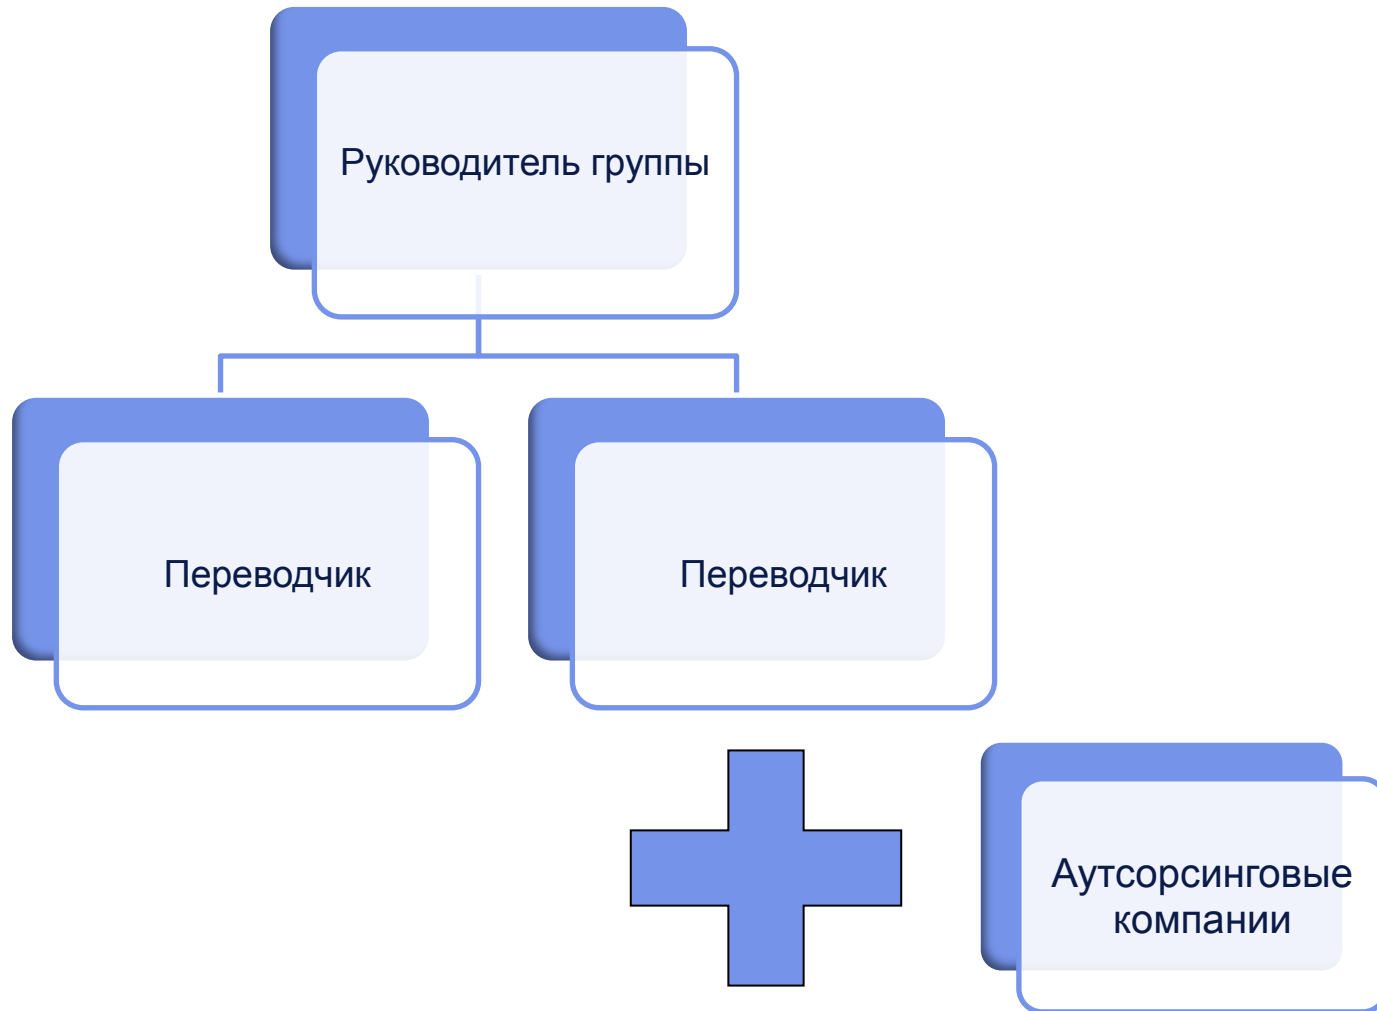 Руководитель группы
Переводчик
Переводчик
Аутсорсинговые
компании